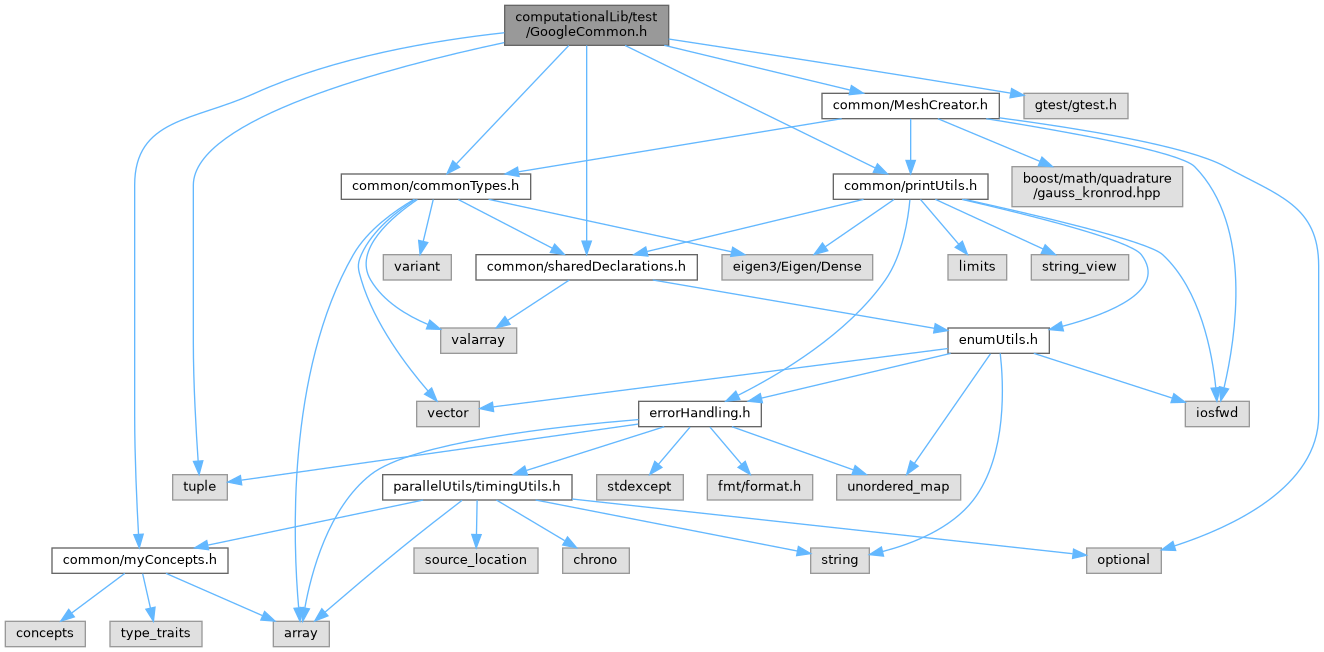 computationalLib/test
/GoogleCommon.h
common/MeshCreator.h
gtest/gtest.h
common/commonTypes.h
common/printUtils.h
boost/math/quadrature
/gauss_kronrod.hpp
variant
common/sharedDeclarations.h
eigen3/Eigen/Dense
limits
string_view
valarray
enumUtils.h
vector
errorHandling.h
iosfwd
tuple
parallelUtils/timingUtils.h
stdexcept
fmt/format.h
unordered_map
common/myConcepts.h
source_location
chrono
string
optional
concepts
type_traits
array